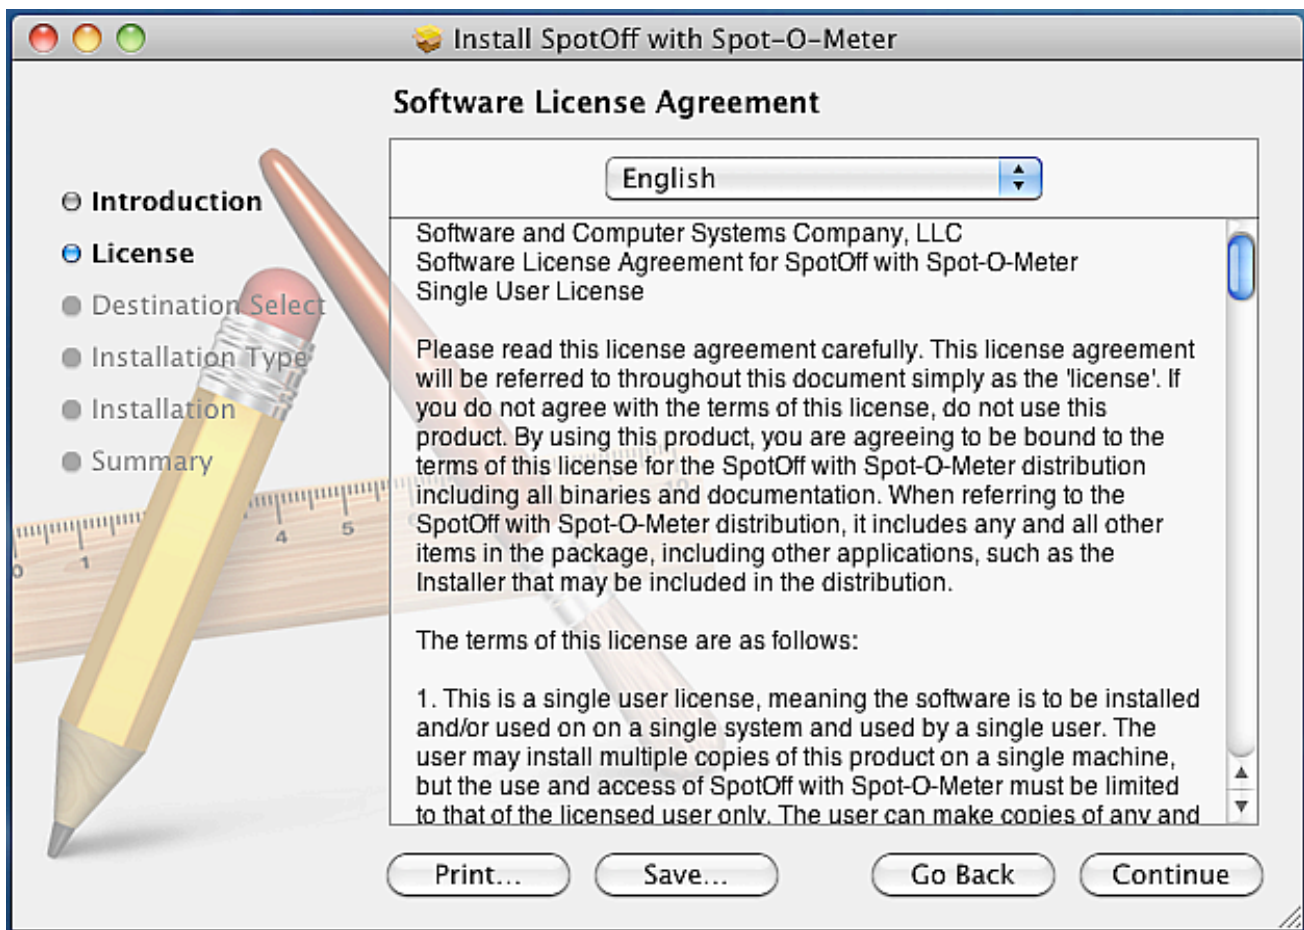 Install SpotOff with Spot-O-Meter
Software License Agreement
Introduction
License
Destination Select
Installation Type
Installation
Summary
English
Software and Computer Systems Company, LLC
Software License Agreement for SpotOff with Spot-O-Meter
Single User License
Please read this license agreement carefully. This license agreement
will be referred to throughout this document simply as the 'license'. If
you do not agree with the terms of this license, do not use this
product. By using this product, you are agreeing to be bound to the
terms of this license for the SpotOff with Spot-O-Meter distribution
including all binaries and documentation. When referring to the
SpotOff with Spot-O-Meter distribution, it includes any and all other
items in the package, including other applications, such as the
Installer that may be included in the distribution.
The terms of this license are as follows:
1. This is a single user license, meaning the software is to be installed
and/or used on on a single system and used by a single user. The
user may install multiple copies of this product on a single machine,
but the use and access of SpotOff with Spot-O-Meter must be limited
to that of the licensed user only. The user can make copies of any and
0 1 4 5 10
Print...
Save...
Go Back
Continue